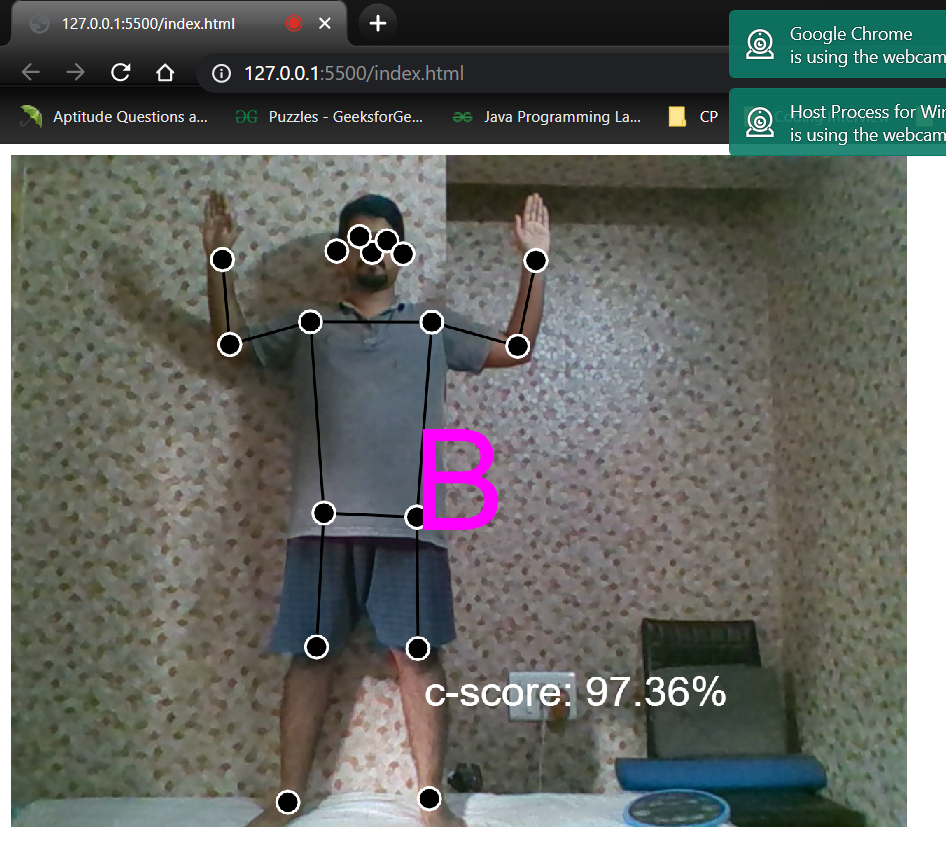 127.0.0.1:5500/index.html
Google Chrome
is using the webcam
127.0.0.1:5500/index.html
Aptitude Questions a...
Puzzles - GeeksforGe...
Java Programming La...
CP
Host Process for Win
is using the webcam
B
c-score: 97.36%